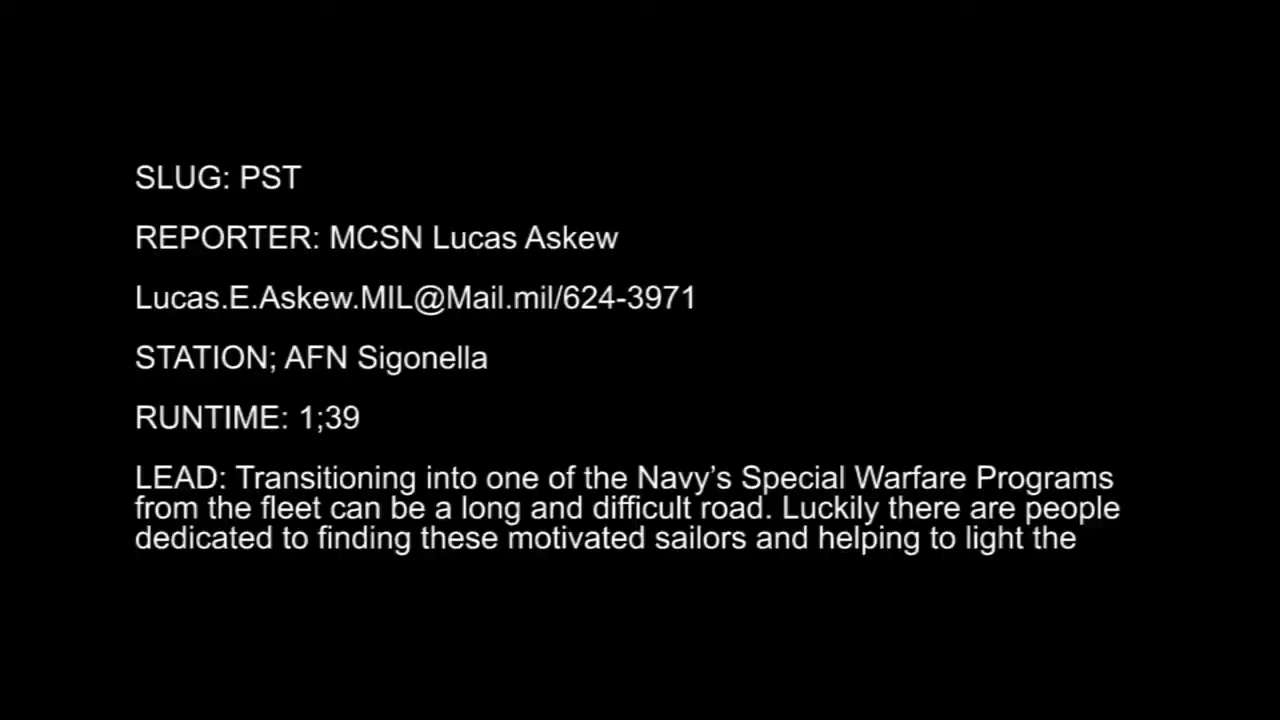 SLUG: PST
REPORTER: MCSN Lucas Askew
Lucas.E.Askew.MIL@Mail.mil/624-3971
STATION; AFN Sigonella
RUNTIME: 1;39
LEAD: Transitioning into one of the Navy’s Special Warfare Programs
from the fleet can be a long and difficult road. Luckily there are people
dedicated to finding these motivated sailors and helping to light the